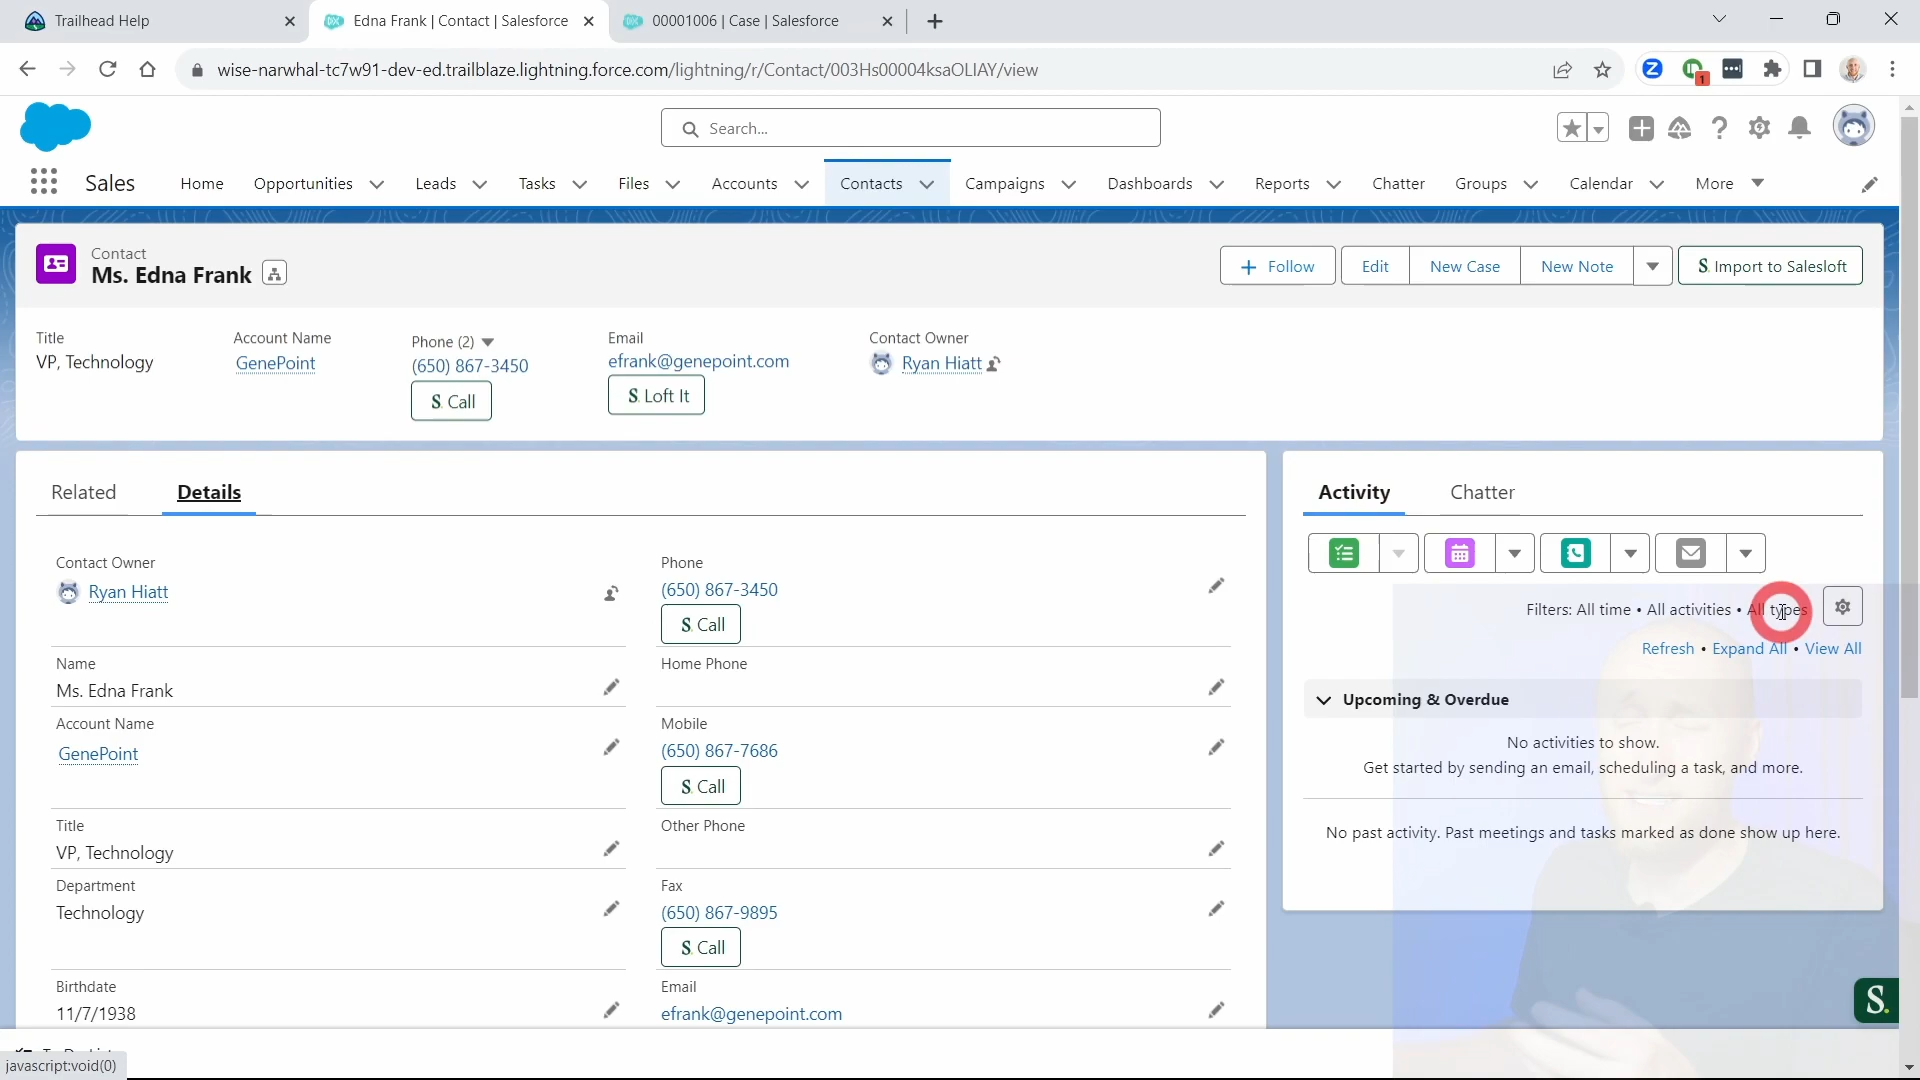 Trailhead Help
Edna Frank | Contact | Salesforce
00001006 | Case | Salesforce
wise-narwhal-tc7w91-dev-ed.trailblaze.lightning.force.com/lightning/r/Contact/003Hs00004ksaOLIAY/view
1
Search...
Sales
Home
Opportunities
Leads
Tasks
Files
Accounts
Contacts
Campaigns
Dashboards
Reports
Chatter
Groups
Calendar
More
Contact
Ms. Edna Frank
Follow
Edit
New Case
New Note
S. Import to Salesloft
Title
VP, Technology
Account Name
GenePoint
Phone (2)
(650) 867-3450
S. Call
Email
efrank@genepoint.com
S. Loft It
Contact Owner
Ryan Hiatt
Related
Details
Contact Owner
Ryan Hiatt
Phone
(650) 867-3450
S. Call
Name
Ms. Edna Frank
Home Phone
Account Name
GenePoint
Mobile
(650) 867-7686
S. Call
Title
VP, Technology
Other Phone
Department
Technology
Fax
(650) 867-9895
S. Call
Birthdate
11/7/1938
Email
efrank@genepoint.com
Activity
Chatter
Filters: All time • All activities • All types
Refresh • Expand All • View All
Upcoming & Overdue
No activities to show.
Get started by sending an email, scheduling a task, and more.
No past activity. Past meetings and tasks marked as done show up here.
S.
javascript:void(0)